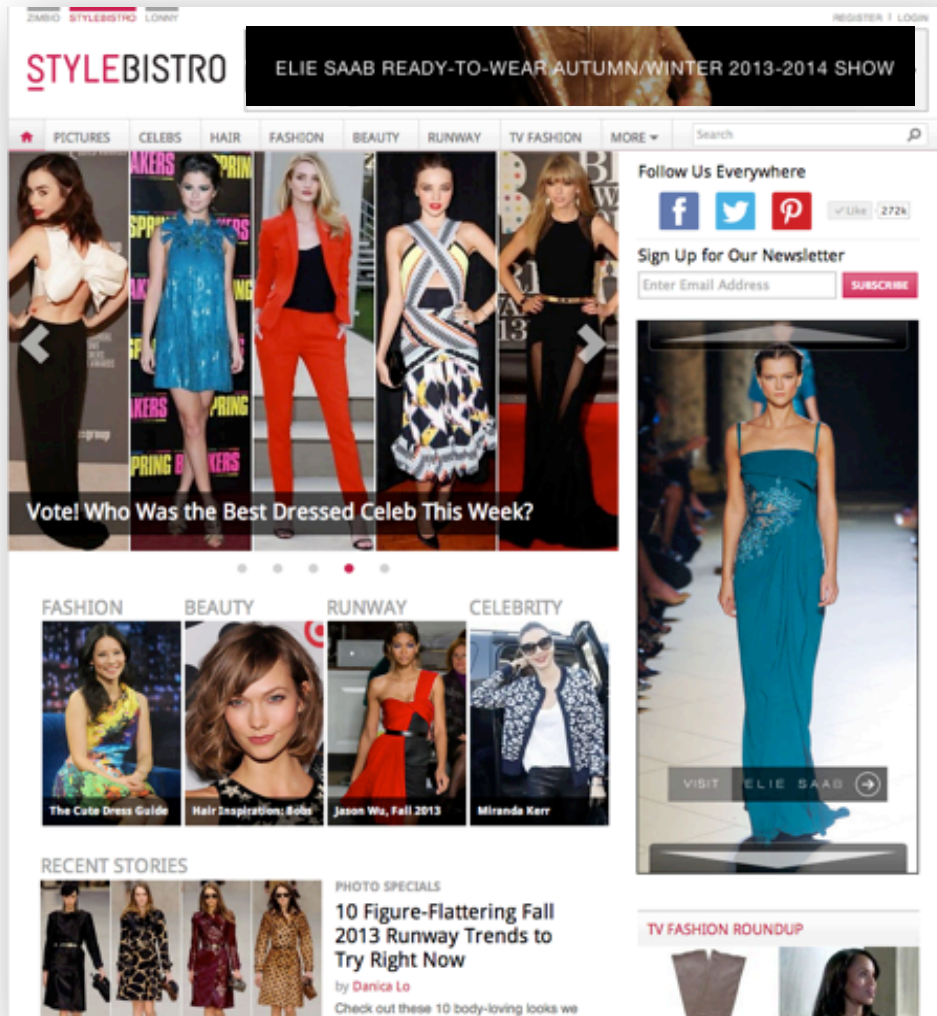 ZIMBIO STYLEBISTRO LONNY
REGISTER | LOGIN
STYLEBISTRO
ELIE SAAB READY-TO-WEAR AUTUMN/WINTER 2013-2014 SHOW
PICTURES CELEBS HAIR FASHION BEAUTY RUNWAY TV FASHION MORE
Search
Follow Us Everywhere
Like 272k
Sign Up for Our Newsletter
Enter Email Address
SUBSCRIBE
AKERS
SPRING
Vote! Who Was the Best Dressed Celeb This Week?
FASHION
BEAUTY
RUNWAY
CELEBRITY
The Cute Dress Guide
Hair Inspiration: Bobs
Jason Wu, Fall 2013
Miranda Kerr
VISIT ELIE SAAB
RECENT STORIES
PHOTO SPECIALS
10 Figure-Flattering Fall
2013 Runway Trends to
Try Right Now
by Danica Lo
Check out these 10 body-loving looks we
TV FASHION ROUNDUP